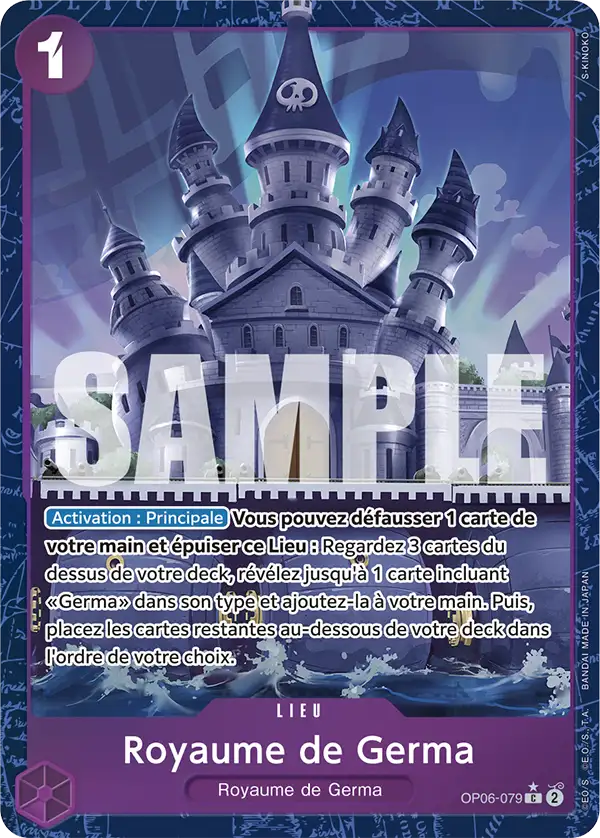 1
S-KINOKO
SAMPLE
Activation : Principale Vous pouvez défausser 1 carte de
votre main et épuiser ce Lieu : Regardez 3 cartes du
dessus de votre deck, révélez jusqu'à 1 carte incluant
«Germa» dans son type et ajoutez-la à votre main. Puis,
placez les cartes restantes au-dessous de votre deck dans
l'ordre de votre choix.
©E.O./S. ©E.O./S.,T.A. BANDAI MADE IN JAPAN
LIEU
Royaume de Germa
Royaume de Germa
OP06-079 C 2